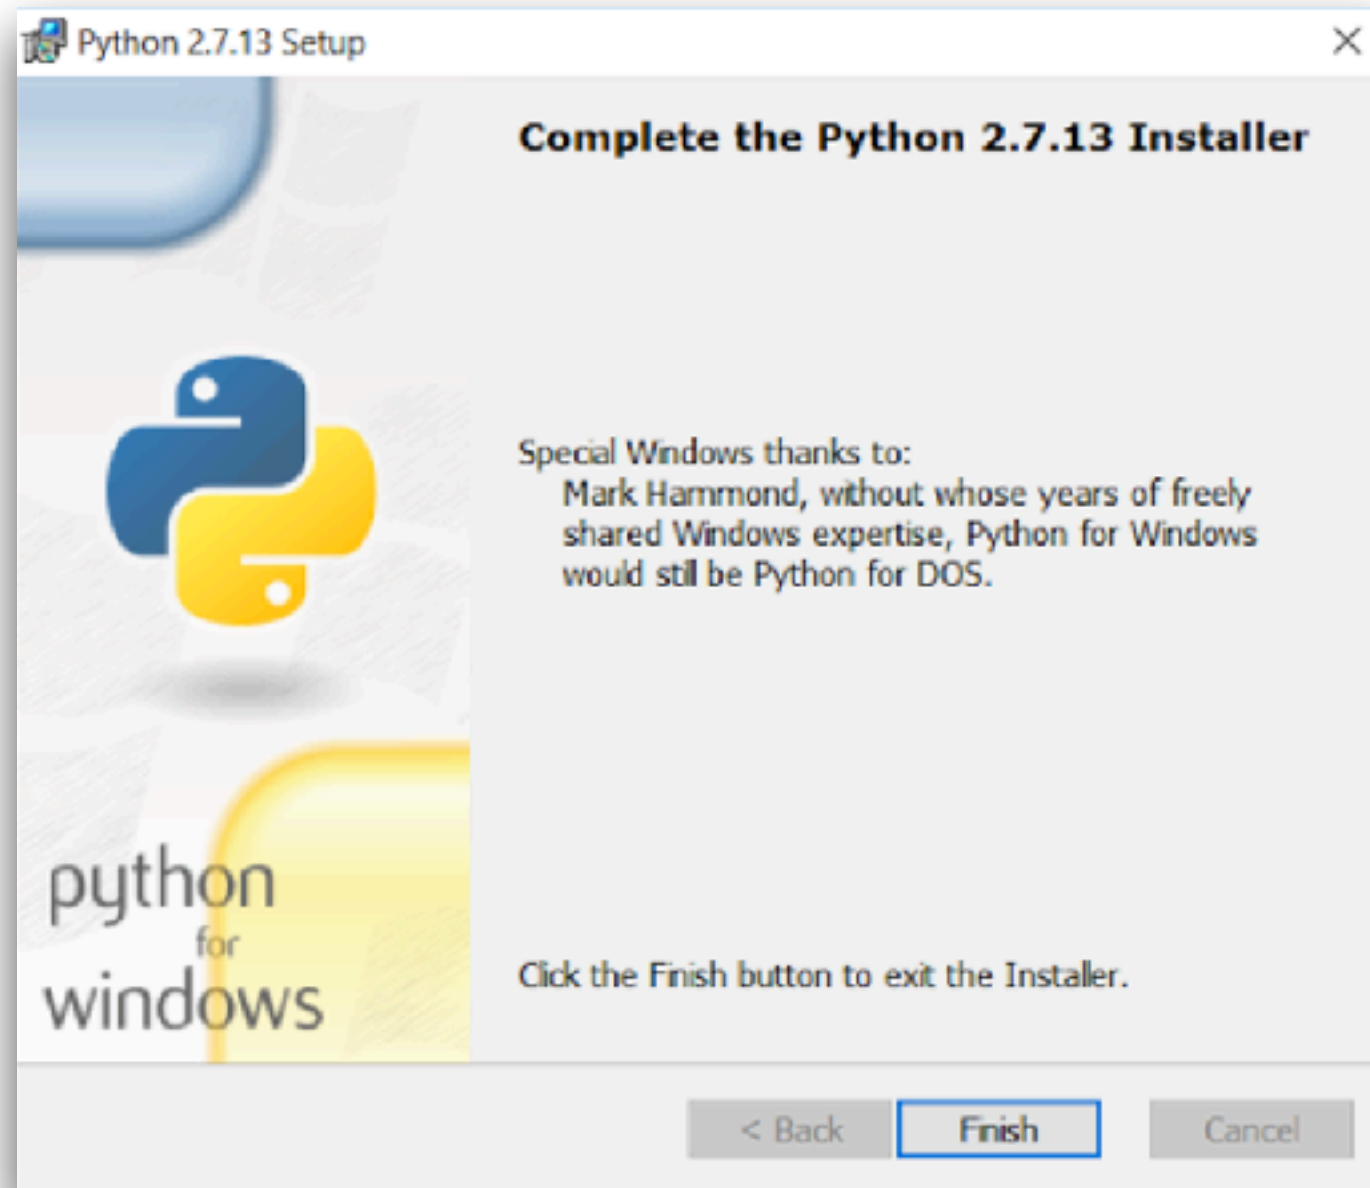 Python 2.7.13 Setup
Complete the Python 2.7.13 Installer
Special Windows thanks to:
Mark Hammond, without whose years of freely
shared Windows expertise, Python for Windows
would still be Python for DOS.
python
for
windows
Click the Finish button to exit the Installer.
< Back
Finish
Cancel